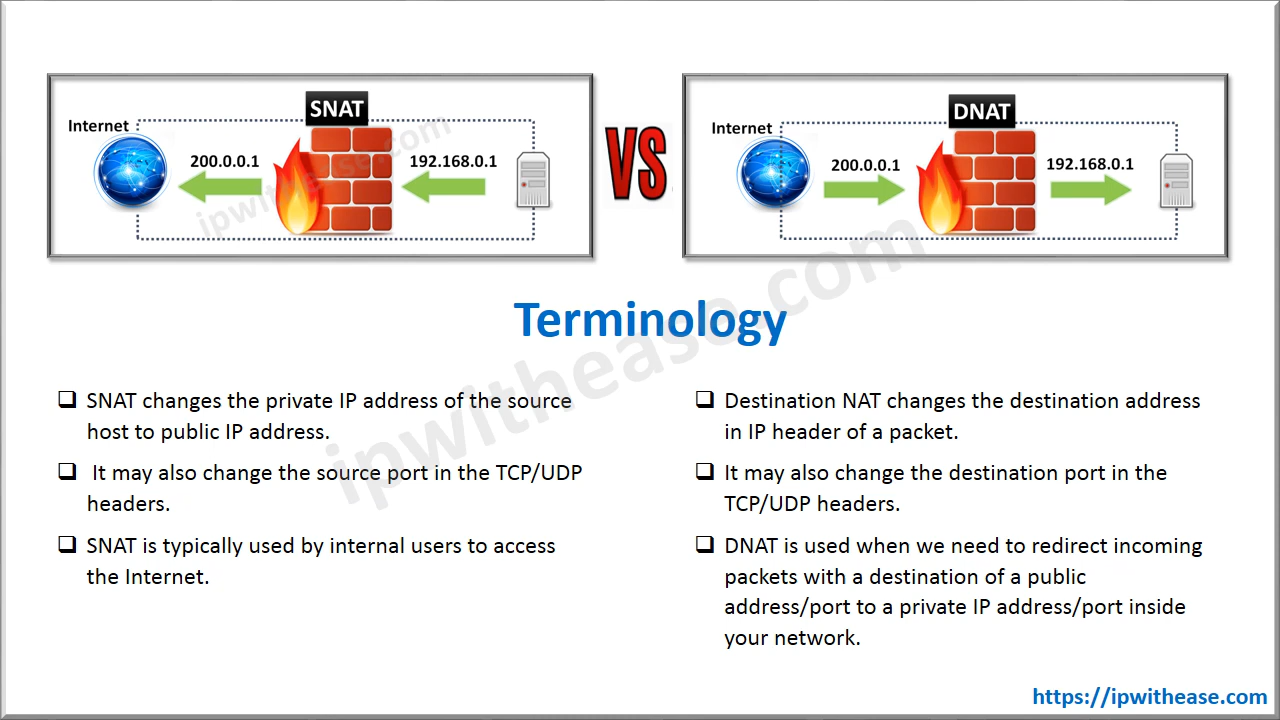 SNAT
Internet
200.0.0.1
192.168.0.1
VS
DNAT
Internet
200.0.0.1
192.168.0.1
ipwithease.com
ipwithease.com
Terminology
SNAT changes the private IP address of the source
host to public IP address.
It may also change the source port in the TCP/UDP
headers.
SNAT is typically used by internal users to access
the Internet.
Destination NAT changes the destination address
in IP header of a packet.
It may also change the destination port in the
TCP/UDP headers.
DNAT is used when we need to redirect incoming
packets with a destination of a public
address/port to a private IP address/port inside
your network.
https://ipwithease.com